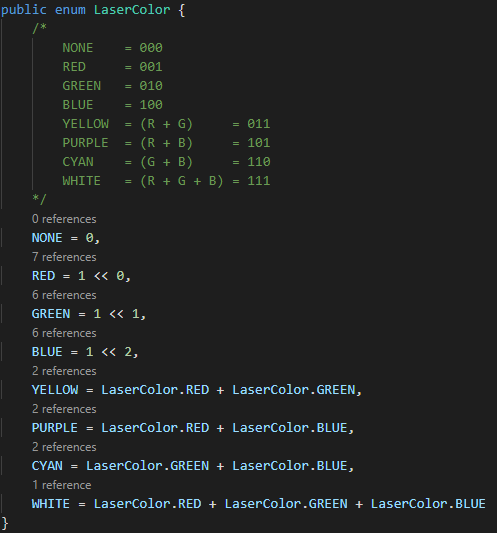 public enum LaserColor {
    /*
        NONE    = 000
        RED     = 001
        GREEN   = 010
        BLUE    = 100
        YELLOW  = (R + G)     = 011
        PURPLE  = (R + B)     = 101
        CYAN    = (G + B)     = 110
        WHITE   = (R + G + B) = 111
    */
    0 references
    NONE = 0,
    7 references
    RED = 1 << 0,
    6 references
    GREEN = 1 << 1,
    6 references
    BLUE = 1 << 2,
    2 references
    YELLOW = LaserColor.RED + LaserColor.GREEN,
    2 references
    PURPLE = LaserColor.RED + LaserColor.BLUE,
    2 references
    CYAN = LaserColor.GREEN + LaserColor.BLUE,
    1 reference
    WHITE = LaserColor.RED + LaserColor.GREEN + LaserColor.BLUE
}